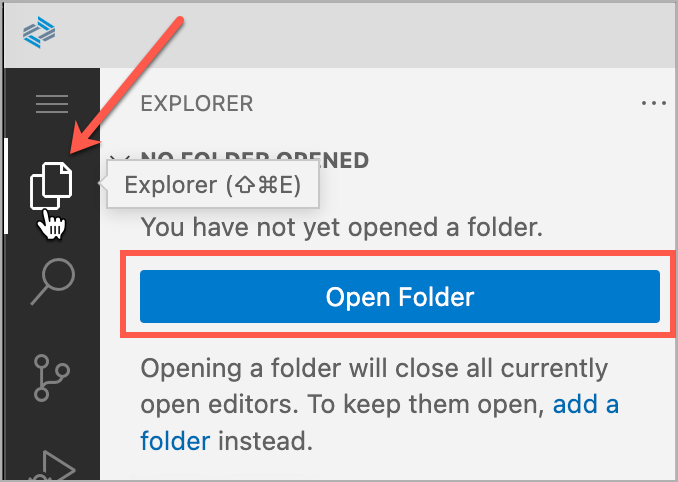 EXPLORER
NO FOLDER OPENED
Explorer (⇧⌘E)
You have not yet opened a folder.
Open Folder
Opening a folder will close all currently
open editors. To keep them open, add a
folder instead.